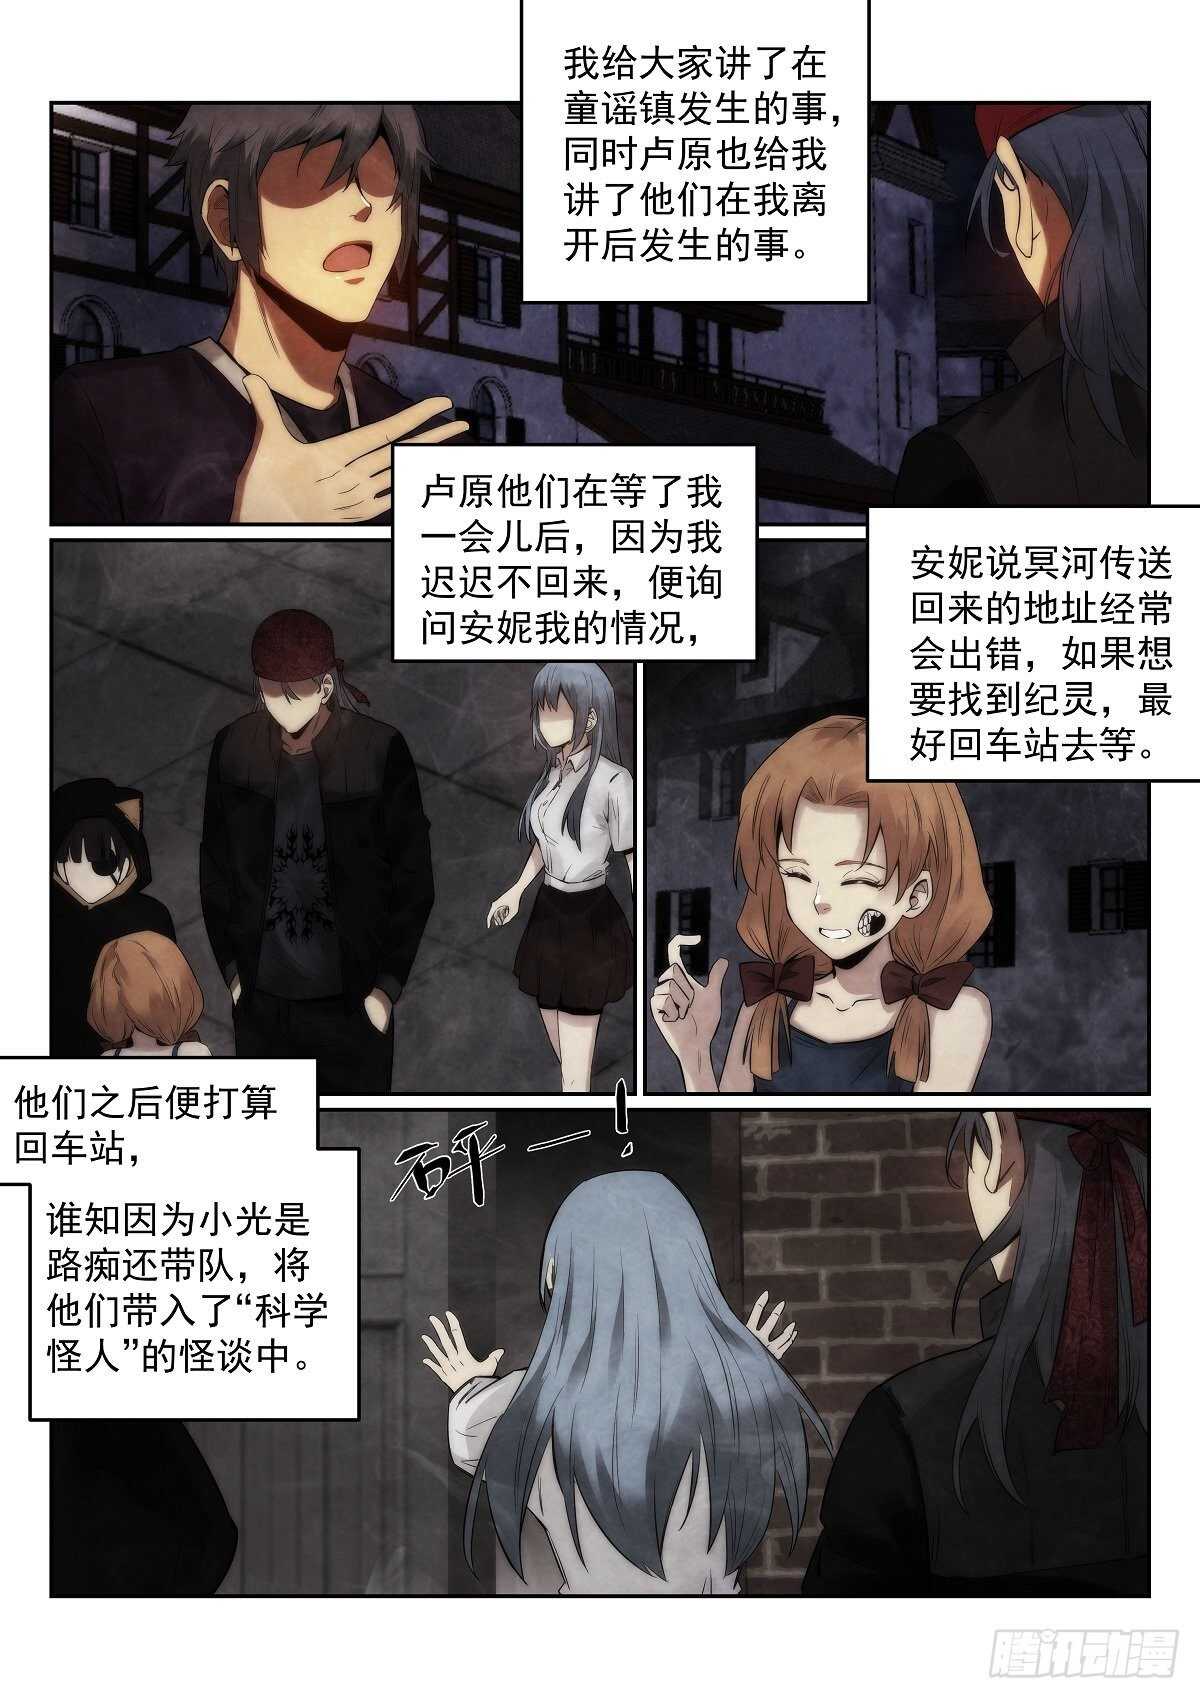 我给大家讲了在
童谣镇发生的事，
同时卢原也给我
讲了他们在我离
开后发生的事。
卢原他们在等了我
一会儿后，因为我
迟迟不回来，便询
问安妮我的情况，
安妮说冥河传送
回来的地址经常
会出错，如果想
要找到纪灵，最
好回车站去等。
他们之后便打算
回车站，
谁知因为小光是
路痴还带队，将
他们带入了“科学
怪人”的怪谈中。
砰一！
腾讯动漫